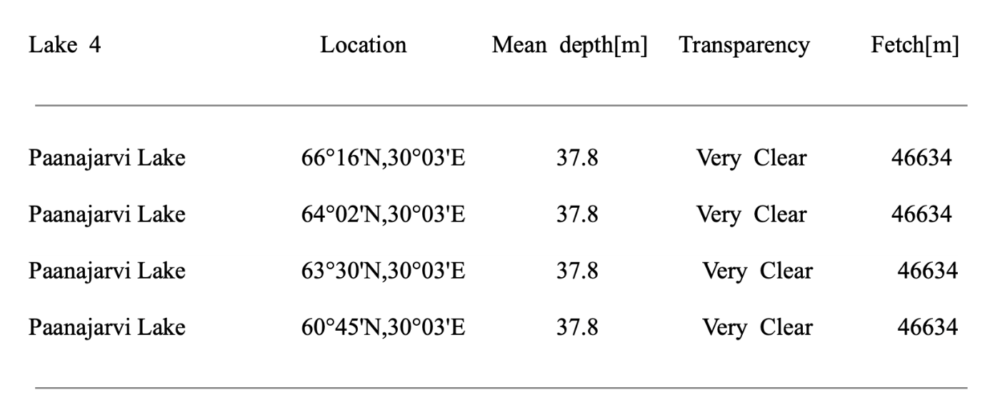 Lake 4 Location Mean depth[m] Transparency Fetch[m]
Paanajarvi Lake 66°16'N,30°03'E 37.8 Very Clear 46634
Paanajarvi Lake 64°02'N,30°03'E 37.8 Very Clear 46634
Paanajarvi Lake 63°30'N,30°03'E 37.8 Very Clear 46634
Paanajarvi Lake 60°45'N,30°03'E 37.8 Very Clear 46634